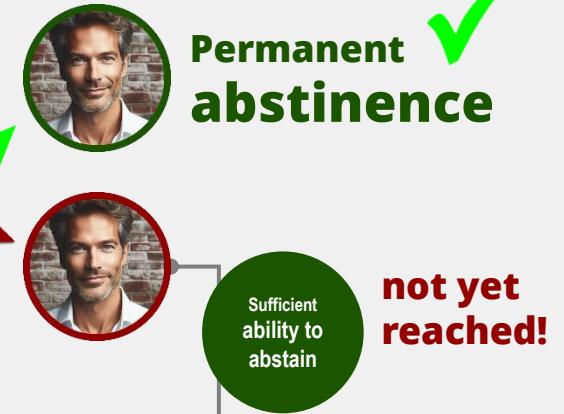 Permanent
abstinence
Sufficient
ability to
abstain
not yet
reached!